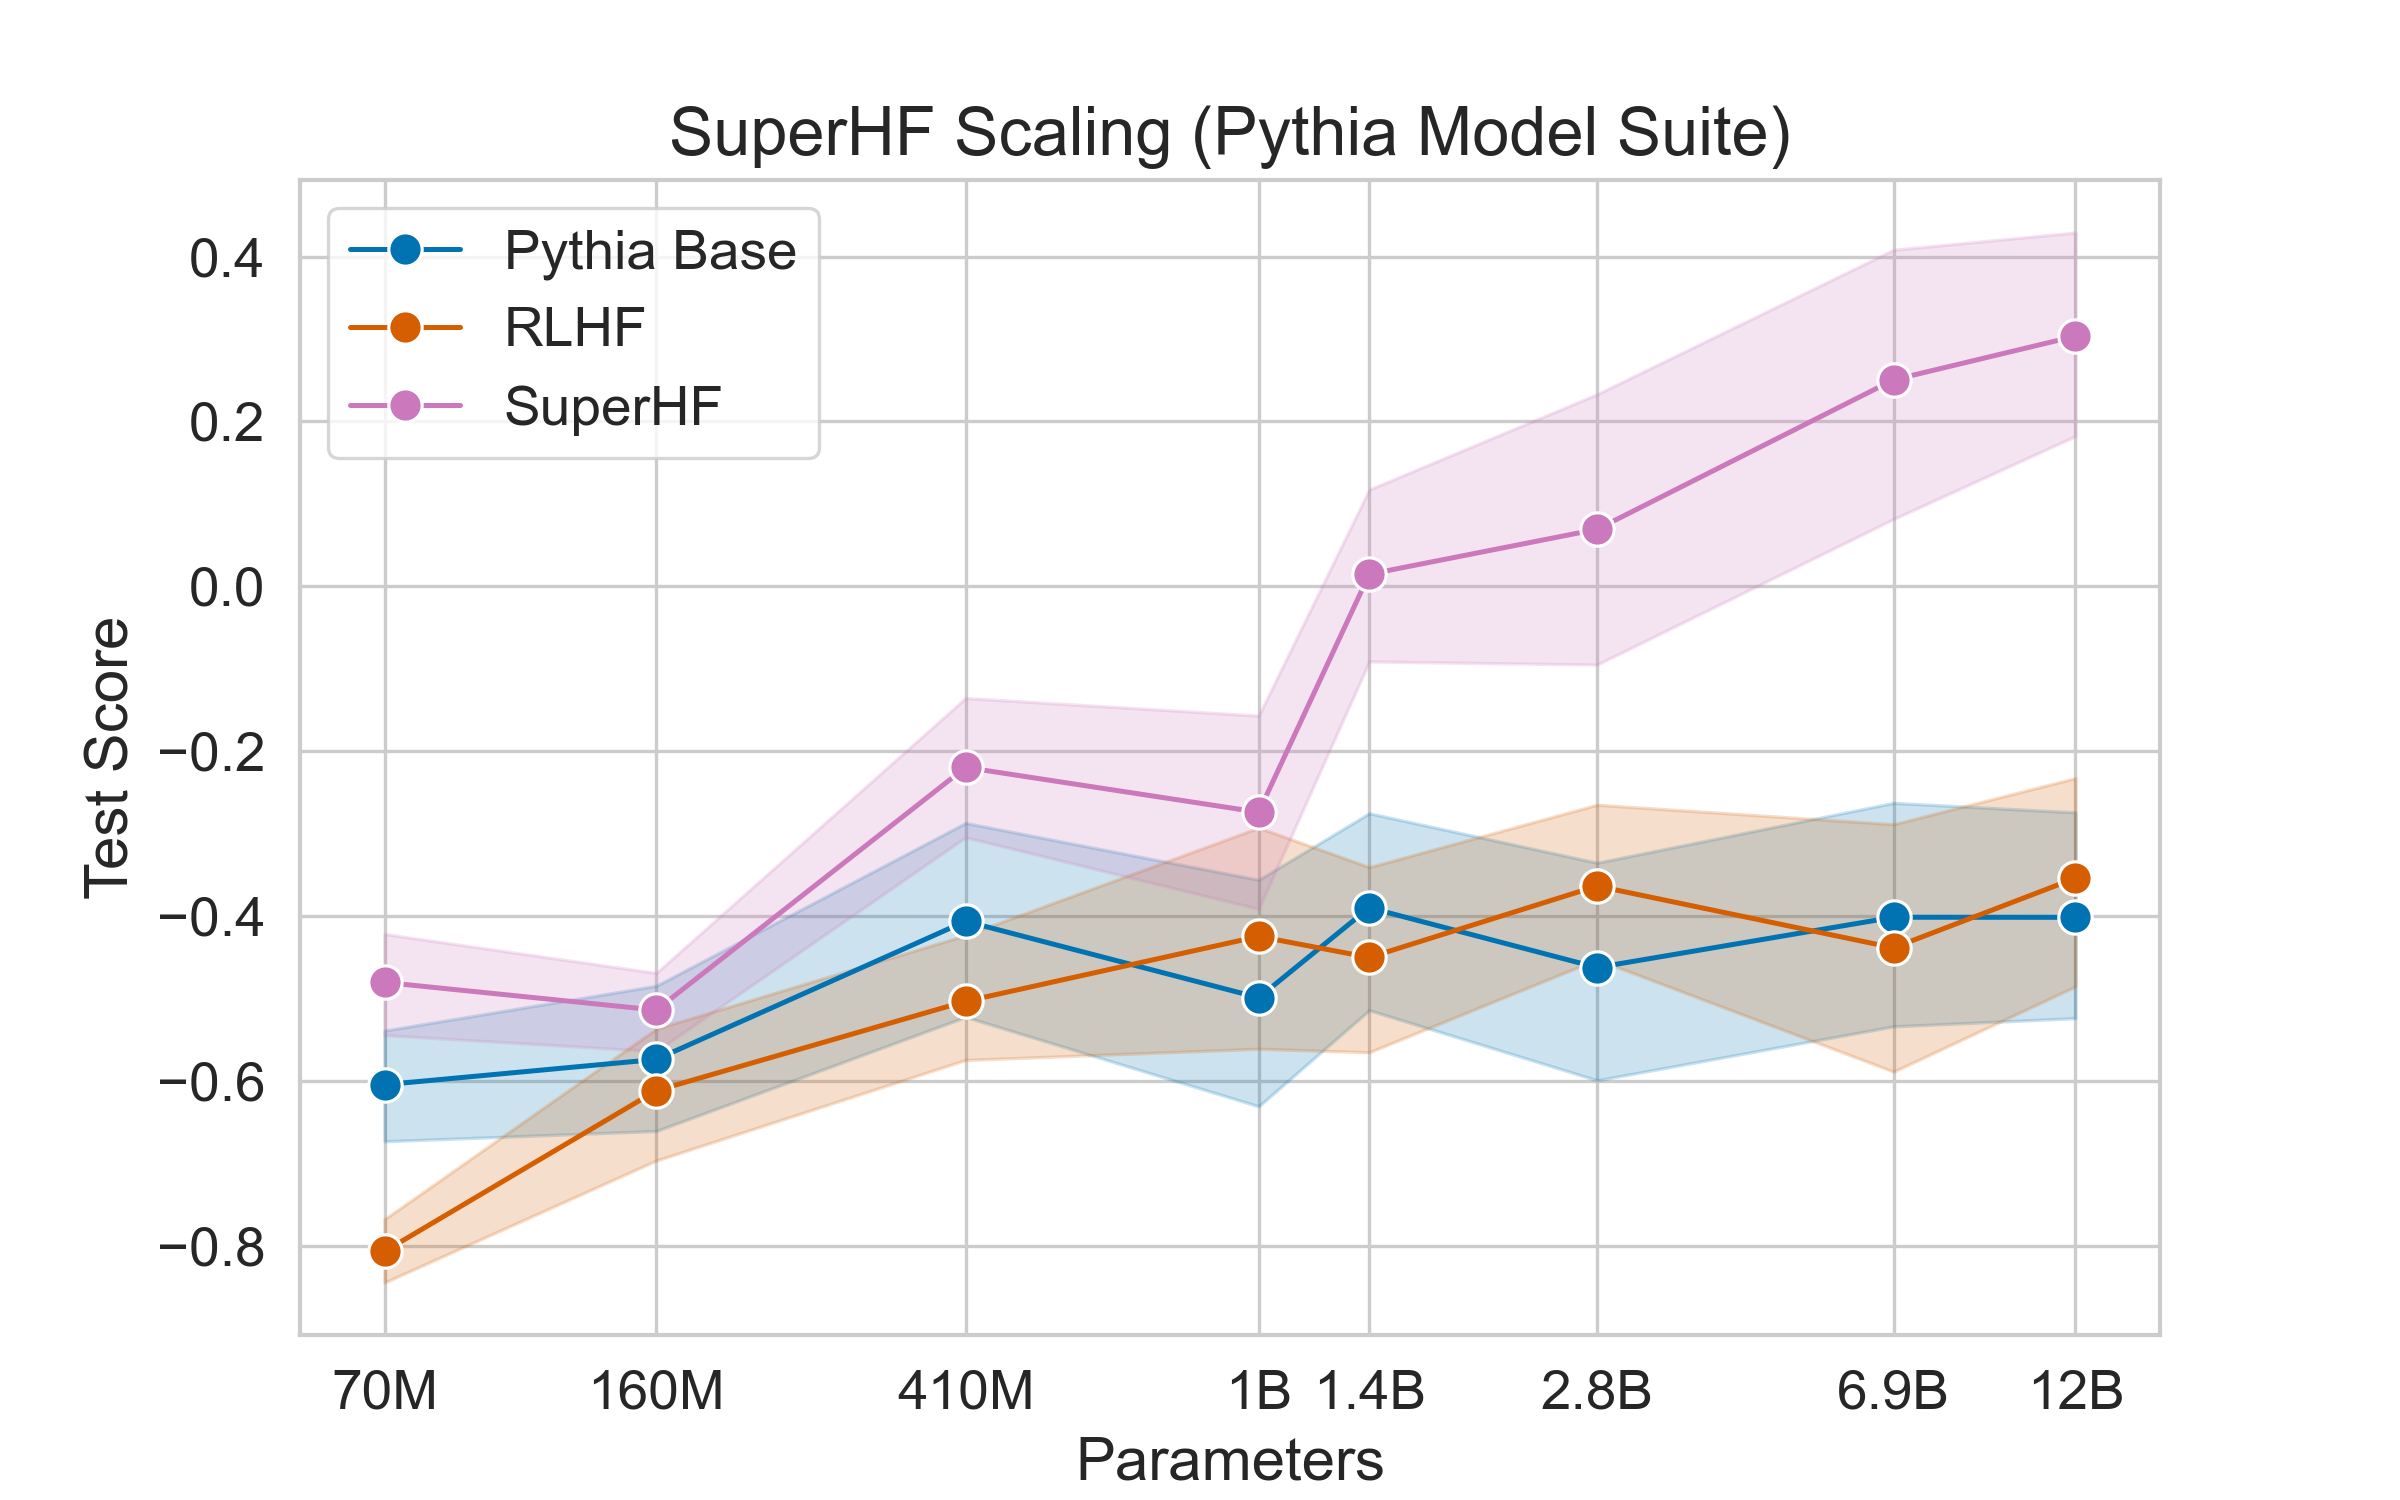 SuperHF Scaling (Pythia Model Suite)
Pythia Base
RLHF
SuperHF
0.4
0.2
0.0
−0.2
−0.4
−0.6
−0.8
Test Score
70M 160M 410M 1B 1.4B 2.8B 6.9B 12B
Parameters